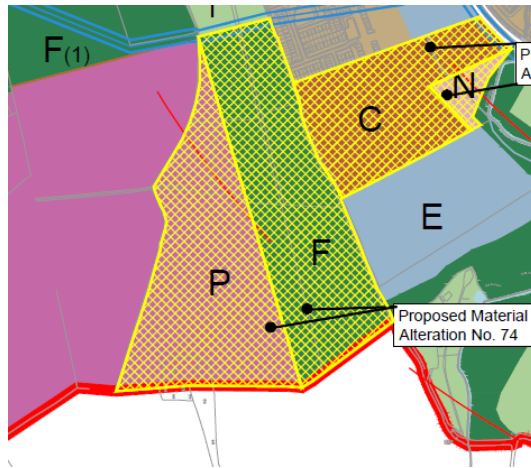 F(1)
P
A
N
C
E
P
F
Proposed Material
Alteration No. 74